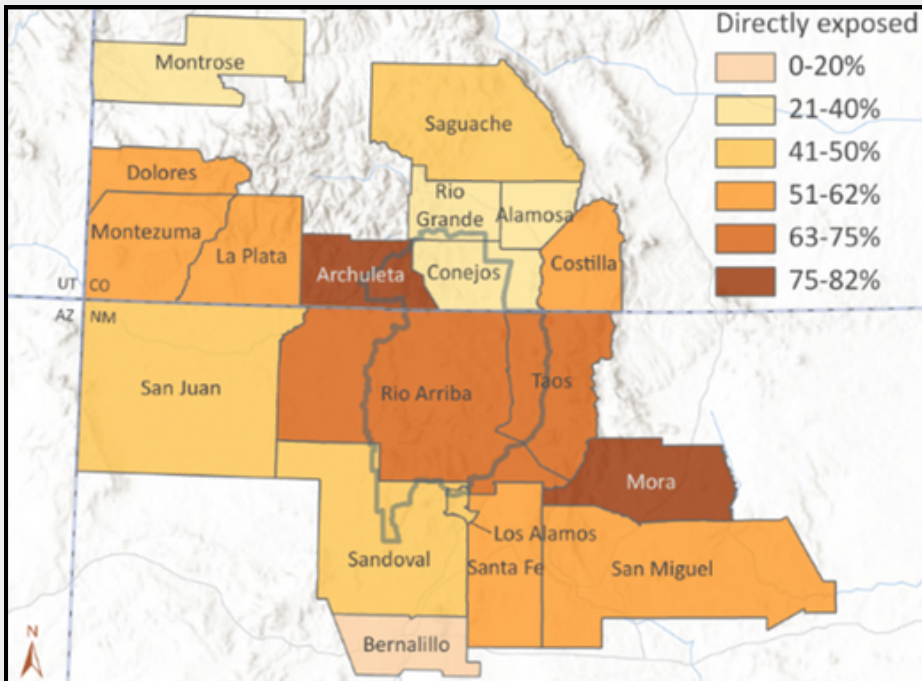 Directly exposed
0-20%
21-40%
41-50%
51-62%
63-75%
75-82%
Montrose
Saguache
Dolores
Rio
Grande
Alamosa
Montezuma
La Plata
Archuleta
Conejos
Costilla
UT CO
AZ NM
San Juan
Rio Arriba
Taos
Mora
Los Alamos
Sandoval
Santa Fe
San Miguel
Bernalillo
N